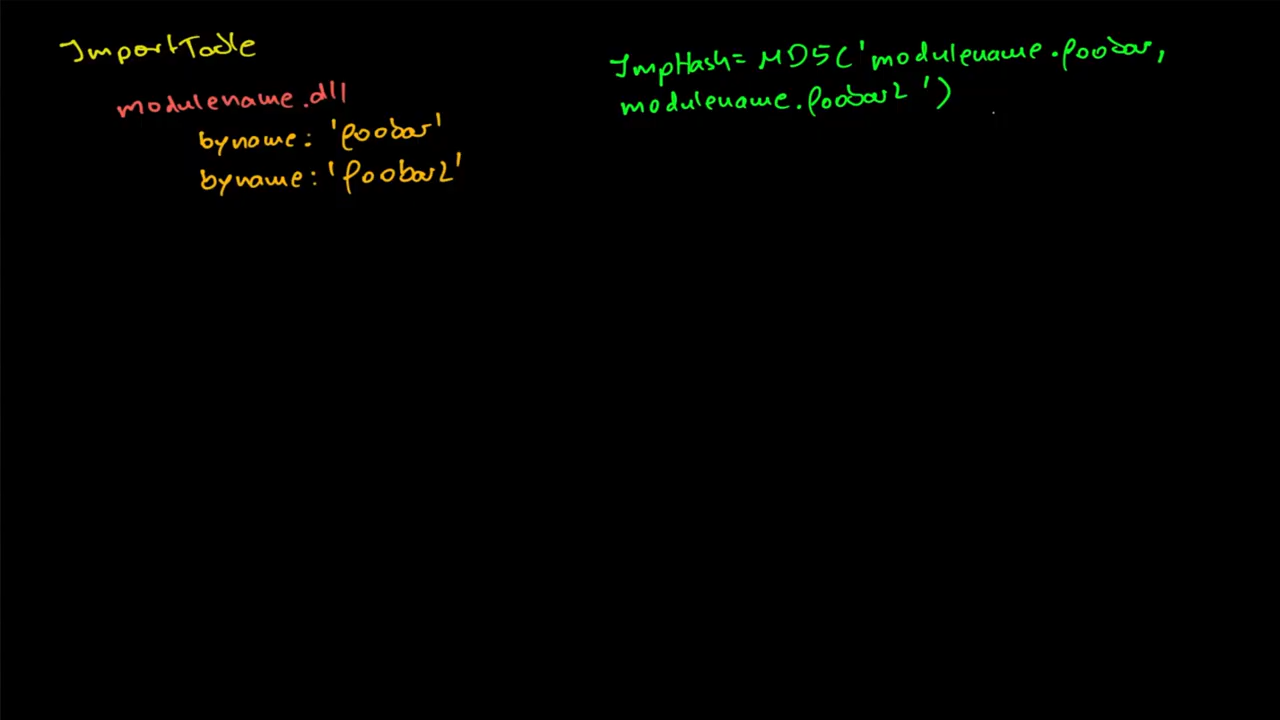 ImportTable
modulename.dll
byname: 'foobar'
byname: 'foobar2'
ImpHash= MD5('modulename.foobar,
modulename.foobar2')